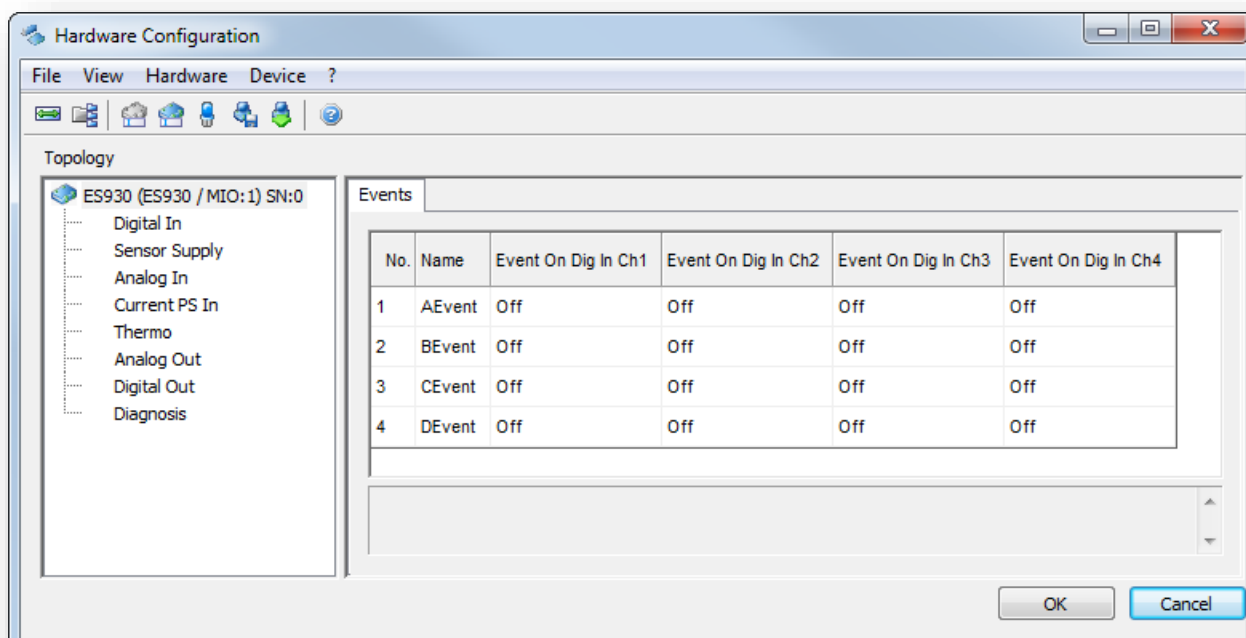 Hardware Configuration
File View Hardware Device ?
Topology
ES930 (ES930 / MIO:1) SN:0
Digital In
Sensor Supply
Analog In
Current PS In
Thermo
Analog Out
Digital Out
Diagnosis
Events
No. Name Event On Dig In Ch1 Event On Dig In Ch2 Event On Dig In Ch3 Event On Dig In Ch4
1 AEvent Off Off Off Off
2 BEvent Off Off Off Off
3 CEvent Off Off Off Off
4 DEvent Off Off Off Off
OK Cancel